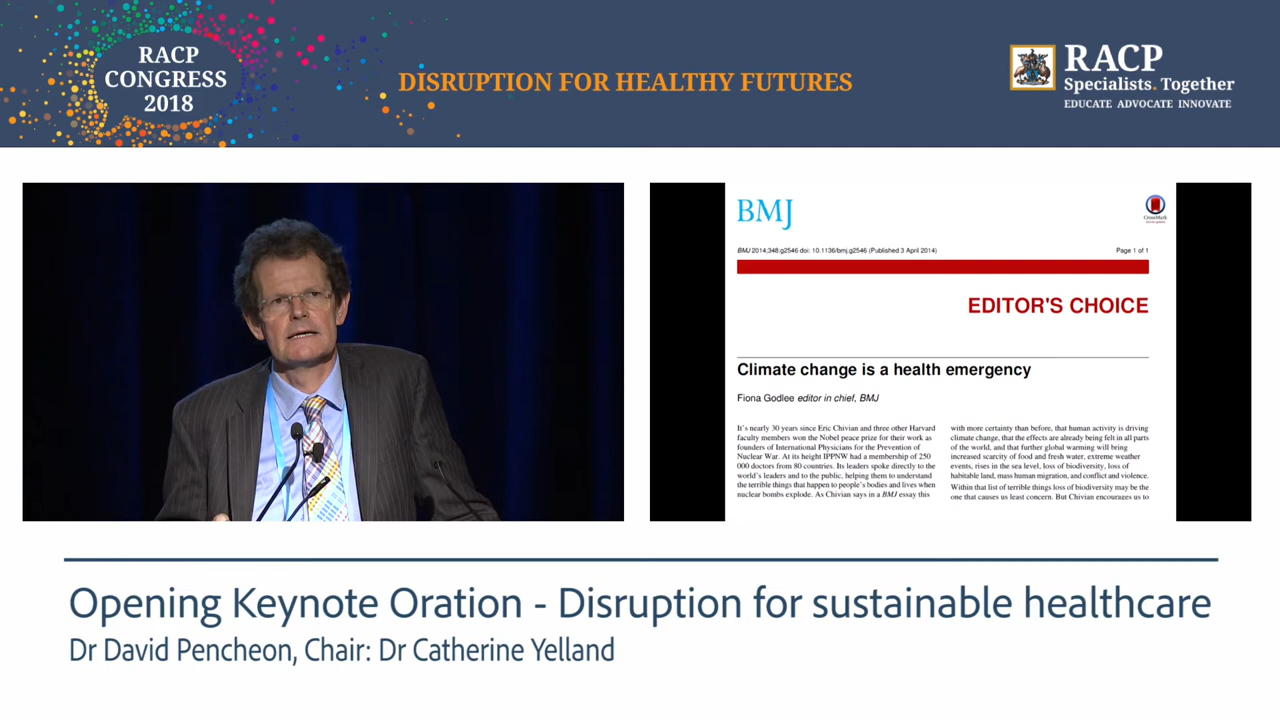 RACP
CONGRESS
2018
DISRUPTION FOR HEALTHY FUTURES
RACP
Specialists. Together
EDUCATE ADVOCATE INNOVATE
BMJ
CrossMark
BMJ 2014;348:g2546 doi: 10.1136/bmj.g2546 (Published 3 April 2014)
Page 1 of 1
EDITOR'S CHOICE
Climate change is a health emergency
Fiona Godlee editor in chief, BMJ
It's nearly 30 years since Eric Chivian and three other Harvard
faculty members won the Nobel peace prize for their work as
founders of International Physicians for the Prevention of
Nuclear War. At its height IPPNW had a membership of 250
000 doctors from 80 countries. Its leaders spoke directly to the
world's leaders and to the public, helping them to understand
the terrible things that happen to people's bodies and lives when
nuclear bombs explode. As Chivian says in a BMJ essay this
with more certainty than before, that human activity is driving
climate change, that the effects are already being felt in all parts
of the world, and that further global warming will bring
increased scarcity of food and fresh water, extreme weather
events, rises in the sea level, loss of biodiversity, loss of
habitable land, mass human migration, and conflict and violence.
Within that list of terrible things loss of biodiversity may be the
one that causes us least concern. But Chivian encourages us to
Opening Keynote Oration - Disruption for sustainable healthcare
Dr David Pencheon, Chair: Dr Catherine Yelland